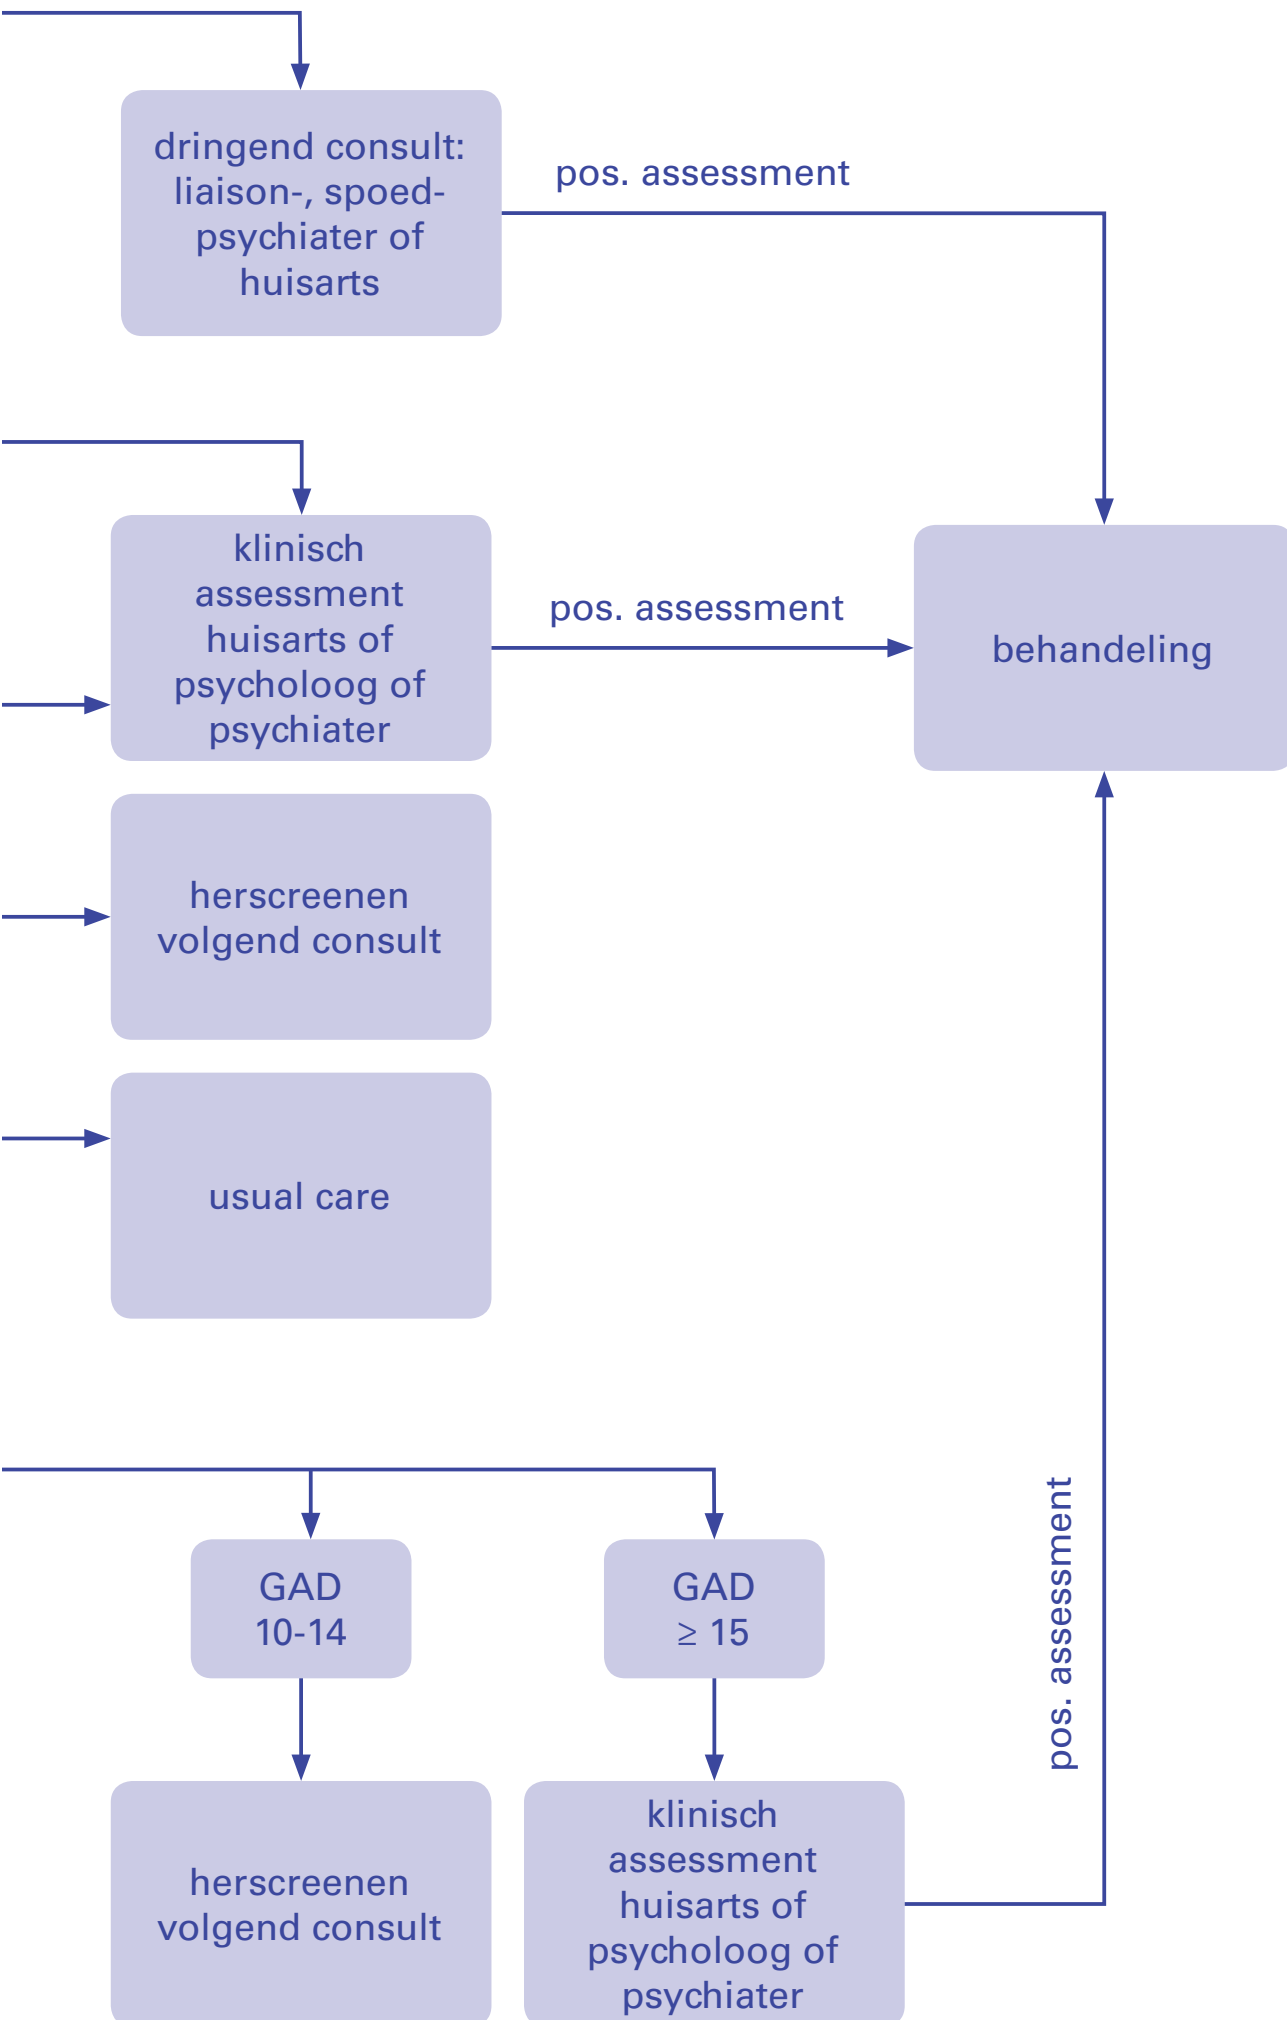 dringend consult:
liaison-, spoed-
psychiater of
huisarts
pos. assessment
klinisch
assessment
huisarts of
psycholoog of
psychiater
pos. assessment
behandeling
herscreenen
volgend consult
usual care
GAD
10-14
GAD
≥ 15
pos. assessment
herscreenen
volgend consult
klinisch
assessment
huisarts of
psycholoog of
psychiater